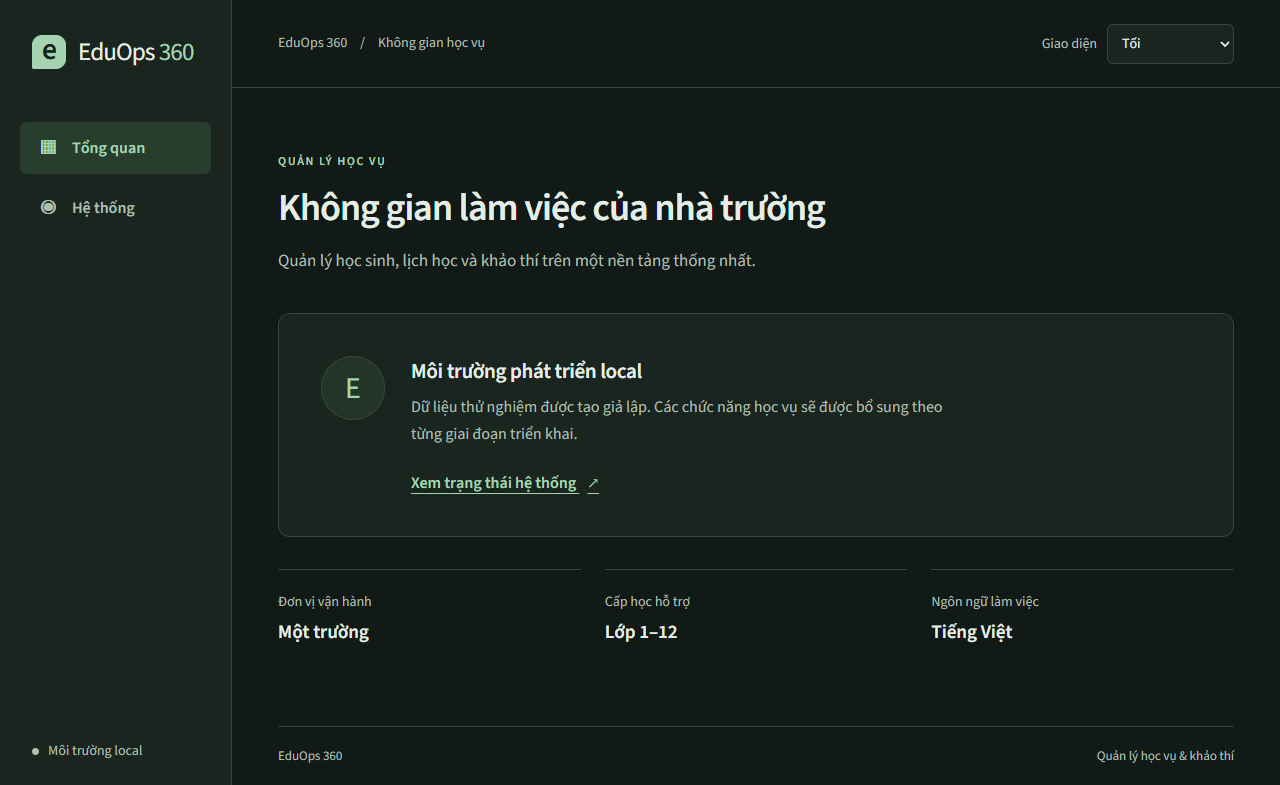 e EduOps 360
Tổng quan
Hệ thống
Môi trường local
EduOps 360 / Không gian học vụ
Giao diện Tối
QUẢN LÝ HỌC VỤ
Không gian làm việc của nhà trường
Quản lý học sinh, lịch học và khảo thí trên một nền tảng thống nhất.
E
Môi trường phát triển local
Dữ liệu thử nghiệm được tạo giả lập. Các chức năng học vụ sẽ được bổ sung theo
từng giai đoạn triển khai.
Xem trạng thái hệ thống ↗
Đơn vị vận hành
Một trường
Cấp học hỗ trợ
Lớp 1–12
Ngôn ngữ làm việc
Tiếng Việt
EduOps 360
Quản lý học vụ & khảo thí